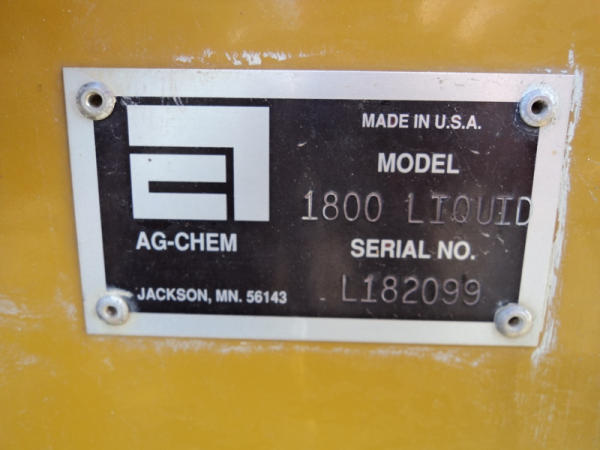 MADE IN U.S.A.
MODEL
1800 LIQUID
AG-CHEM
SERIAL NO.
JACKSON, MN. 56143
L182099